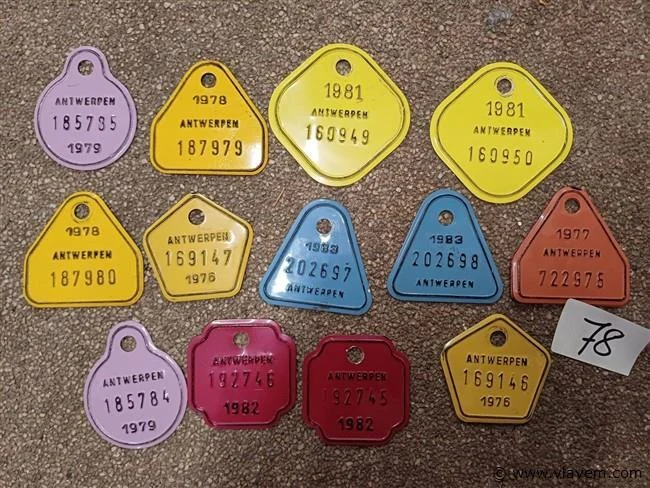 ANTWERPEN
185785
1979
1978
ANTWERPEN
187979
1981
ANTWERPEN
160949
1981
ANTWERPEN
160950
1978
ANTWERPEN
187980
ANTWERPEN
169147
1976
1983
202697
ANTWERPEN
1983
202698
ANTWERPEN
1977
ANTWERPEN
722975
78
ANTWERPEN
185784
1979
ANTWERPEN
192746
1982
ANTWERPEN
192745
1982
ANTWERPEN
169146
1976
© www.vlavem.com